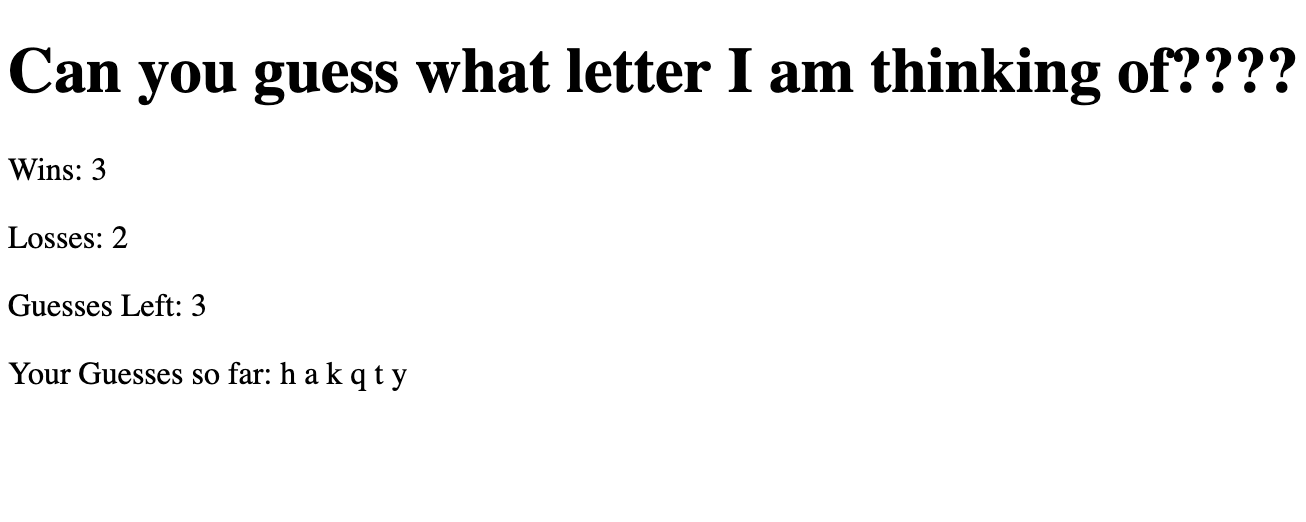 Can you guess what letter I am thinking of????
Wins: 3
Losses: 2
Guesses Left: 3
Your Guesses so far: h a k q t y